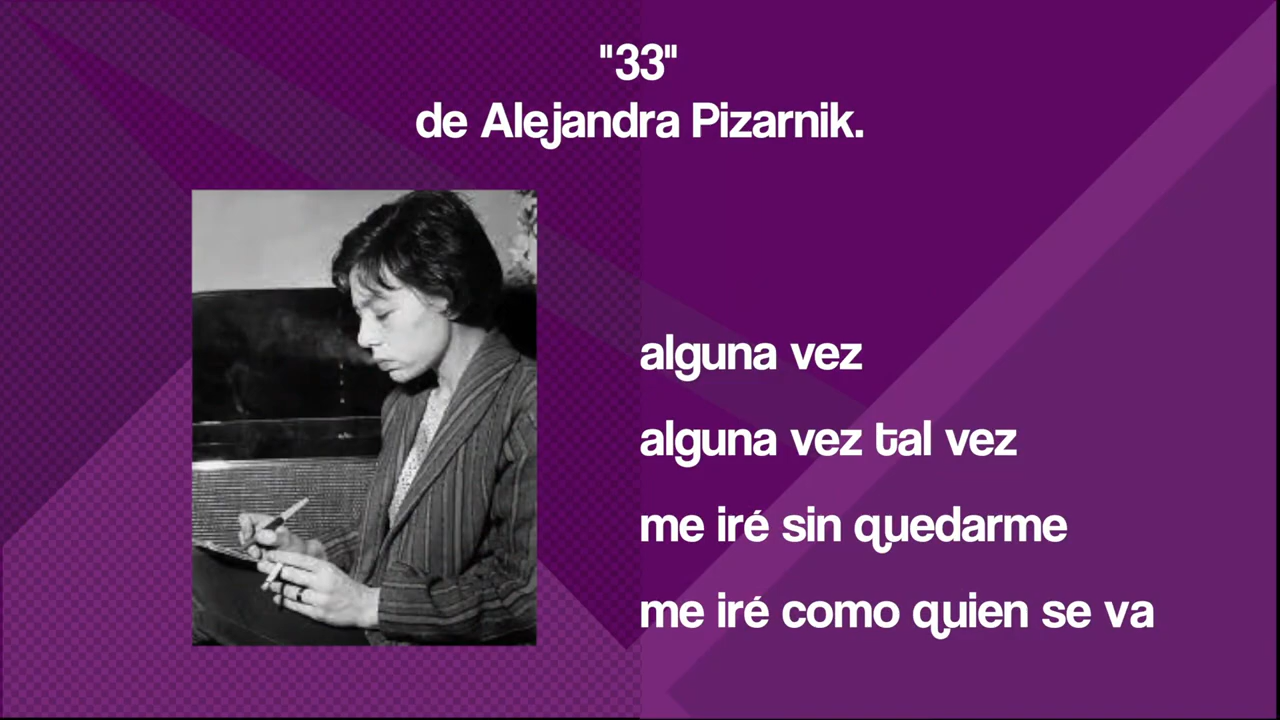 "33"
de Alejandra Pizarnik.
alguna vez
alguna vez tal vez
me iré sin quedarme
me iré como quien se va